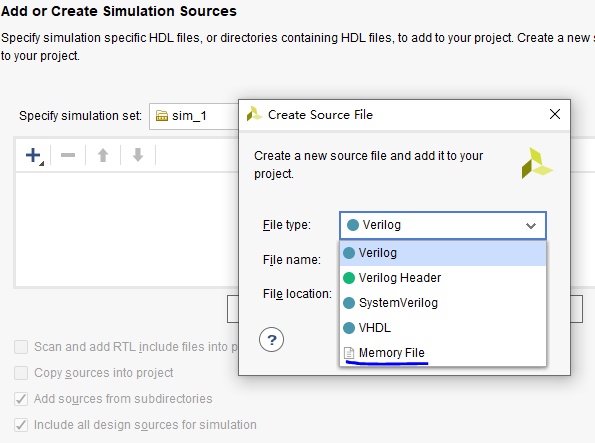 Add or Create Simulation Sources
Specify simulation specific HDL files, or directories containing HDL files, to add to your project. Create a new
to your project.
Specify simulation set: sim_1
Create Source File
Create a new source file and add it to your
project.
File type: Verilog
Verilog
File name:
Verilog Header
File location:
SystemVerilog
VHDL
?
Memory File
Scan and add RTL include files into
Copy sources into project
Add sources from subdirectories
Include all design sources for simulation